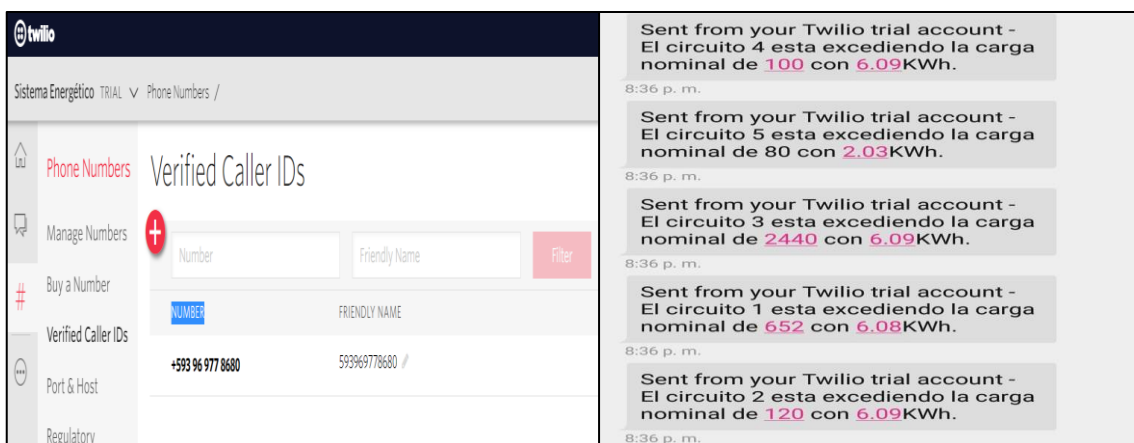 twilio
Sistema Energético TRIAL Phone Numbers /
Phone Numbers
Manage Numbers
Buy a Number
Verified Caller IDs
Port & Host
Regulatory
Verified Caller IDs
Number
Friendly Name
Filter
NUMBER
FRIENDLY NAME
+593 96 977 8680
593969778680
Sent from your Twilio trial account -
El circuito 4 esta excediendo la carga
nominal de 100 con 6.09KWh.
8:36 p. m.
Sent from your Twilio trial account -
El circuito 5 esta excediendo la carga
nominal de 80 con 2.03KWh.
8:36 p. m.
Sent from your Twilio trial account -
El circuito 3 esta excediendo la carga
nominal de 2440 con 6.09KWh.
8:36 p. m.
Sent from your Twilio trial account -
El circuito 1 esta excediendo la carga
nominal de 652 con 6.08KWh.
8:36 p. m.
Sent from your Twilio trial account -
El circuito 2 esta excediendo la carga
nominal de 120 con 6.09KWh.
8:36 p. m.